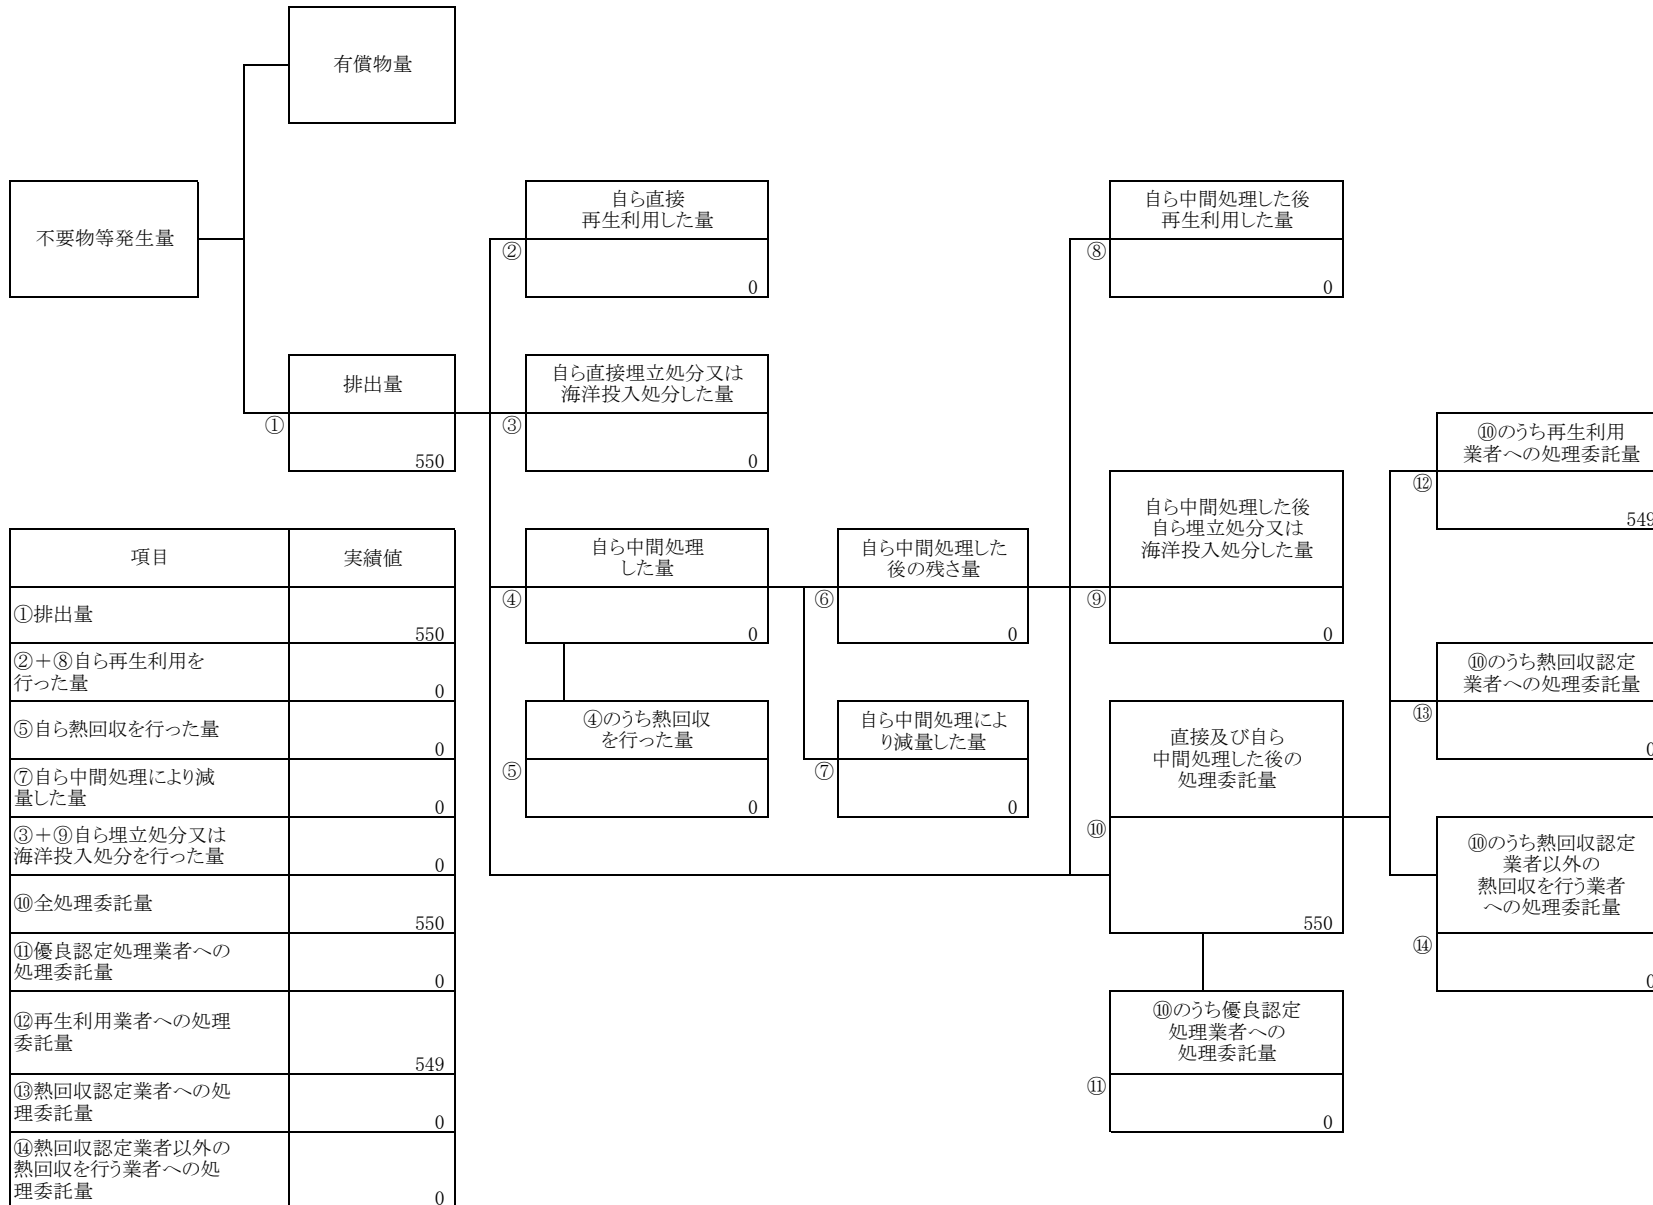 有償物量
不要物等発生量
排出量
①
550
自ら直接
再生利用した量
②
0
自ら直接埋立処分又は
海洋投入処分した量
③
0
自ら中間処理
した量
④
0
④のうち熱回収
を行った量
⑤
0
自ら中間処理した
後の残さ量
⑥
0
自ら中間処理によ
り減量した量
⑦
0
自ら中間処理した後
再生利用した量
⑧
0
自ら中間処理した後
自ら埋立処分又は
海洋投入処分した量
⑨
0
直接及び自ら
中間処理した後の
処理委託量
⑩
550
⑩のうち優良認定
処理業者への
処理委託量
⑪
0
⑩のうち再生利用
業者への処理委託量
⑫
549
⑩のうち熱回収認定
業者への処理委託量
⑬
0
⑩のうち熱回収認定
業者以外の
熱回収を行う業者
への処理委託量
⑭
0
項目 実績値
①排出量
550
②+⑧自ら再生利用を
行った量
0
⑤自ら熱回収を行った量
0
⑦自ら中間処理により減
量した量
0
③+⑨自ら埋立処分又は
海洋投入処分を行った量
0
⑩全処理委託量
550
⑪優良認定処理業者への
処理委託量
0
⑫再生利用業者への処理
委託量
549
⑬熱回収認定業者への処
理委託量
0
⑭熱回収認定業者以外の
熱回収を行う業者への処
理委託量
0